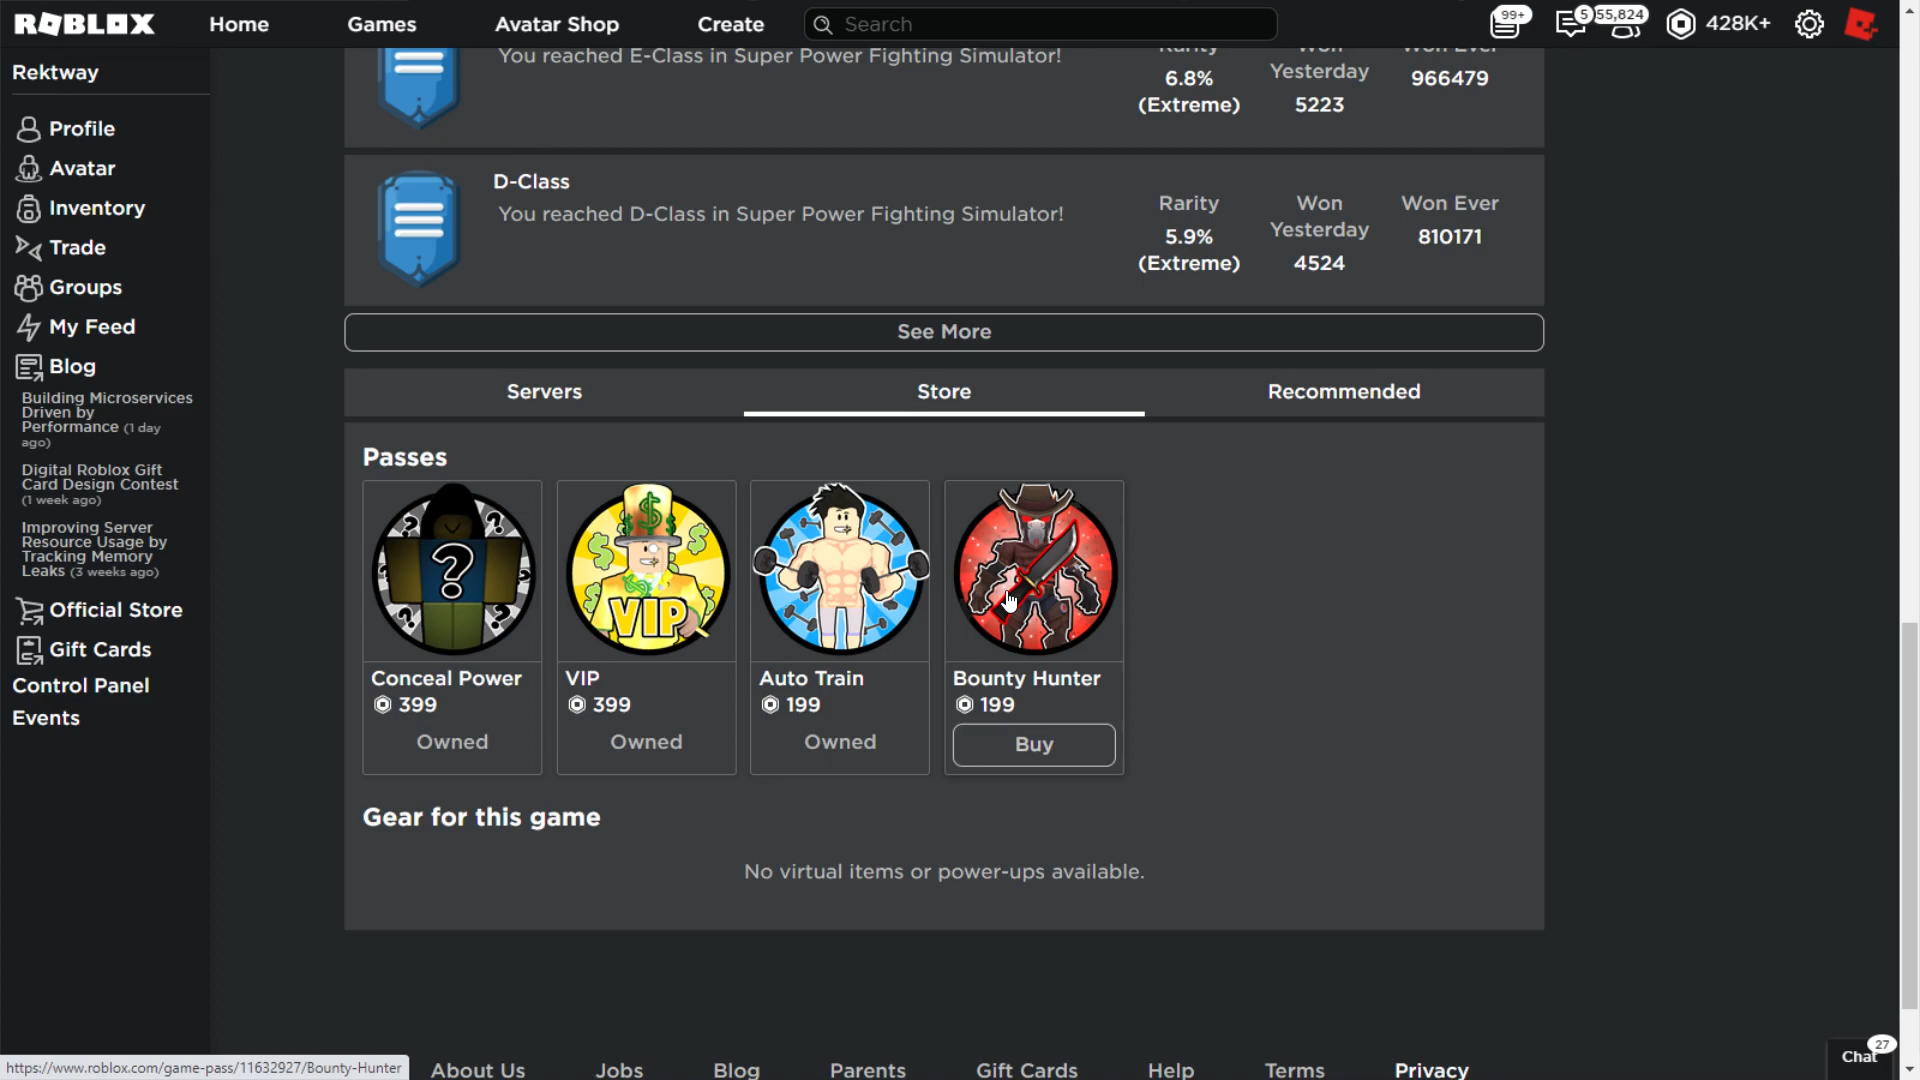 ROBLOX Home Games Avatar Shop Create Search 99+ 5 55,824 428K+
Rektway
Profile
Avatar
Inventory
Trade
Groups
My Feed
Blog
Building Microservices
Driven by
Performance (1 day
ago)
Digital Roblox Gift
Card Design Contest
(1 week ago)
Improving Server
Resource Usage by
Tracking Memory
Leaks (3 weeks ago)
Official Store
Gift Cards
Control Panel
Events
You reached E-Class in Super Power Fighting Simulator!
Rarity
6.8%
(Extreme)
Won
Yesterday
5223
Won Ever
966479
D-Class
You reached D-Class in Super Power Fighting Simulator!
Rarity
5.9%
(Extreme)
Won
Yesterday
4524
Won Ever
810171
See More
Servers Store Recommended
Passes
?
Conceal Power
399
Owned
VIP
VIP
399
Owned
Auto Train
199
Owned
Bounty Hunter
199
Buy
Gear for this game
No virtual items or power-ups available.
https://www.roblox.com/game-pass/11632927/Bounty-Hunter
About Us Jobs Blog Parents Gift Cards Help Terms Privacy
Chat 27